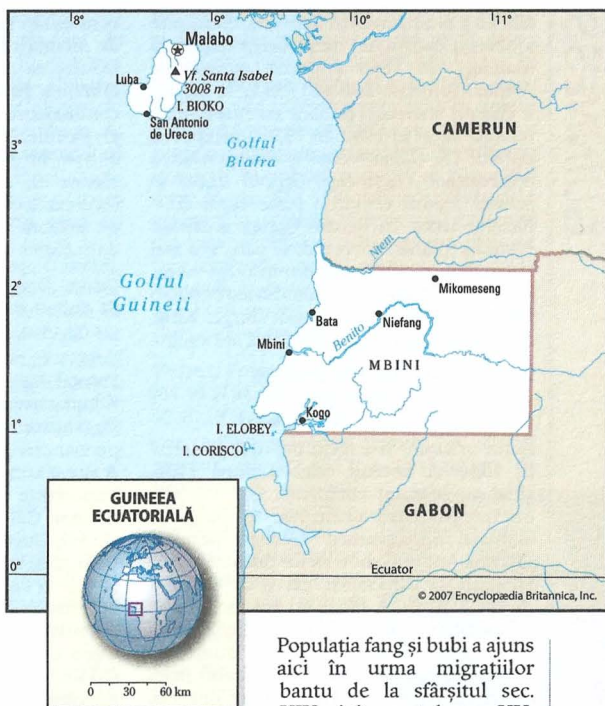 8° 9° 10° 11°
Malabo
Vf. Santa Isabel
3008 m
Luba
I. BIOKO
San Antonio
de Ureca
CAMERUN
3°
Golful
Biafra
Ntem
Golful
Guineii
2°
Mikomeseng
Bata
Niefang
Mbini
Benito
MBINI
Kogo
1°
I. ELOBEY
I. CORISCO
GUINEEA
ECUATORIALĂ
GABON
0°
Ecuator
© 2007 Encyclopædia Britannica, Inc.
0 30 60 km
Populația fang și bubi a ajuns
aici în urma migrațiilor
bantu de la sfârșitul sec.